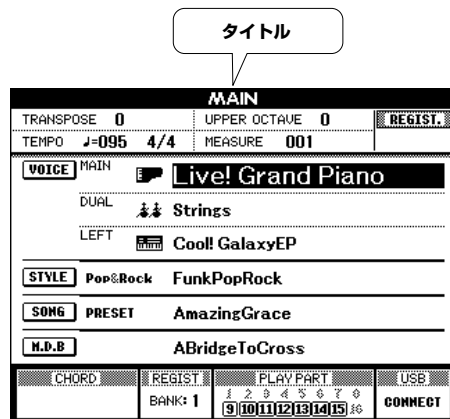 タイトル
MAIN
TRANSPOSE 0 UPPER OCTAVE 0 REGIST.
TEMPO ♩=095 4/4 MEASURE 001
VOICE MAIN Live! Grand Piano
DUAL Strings
LEFT Cool! GalaxyEP
STYLE Pop&Rock FunkPopRock
SONG PRESET AmazingGrace
M.D.B ABridgeToCross
CHORD REGIST PLAY PART USB
BANK: 1 1 2 3 4 5 6 7 8 CONNECT
9 10 11 12 13 14 15 16